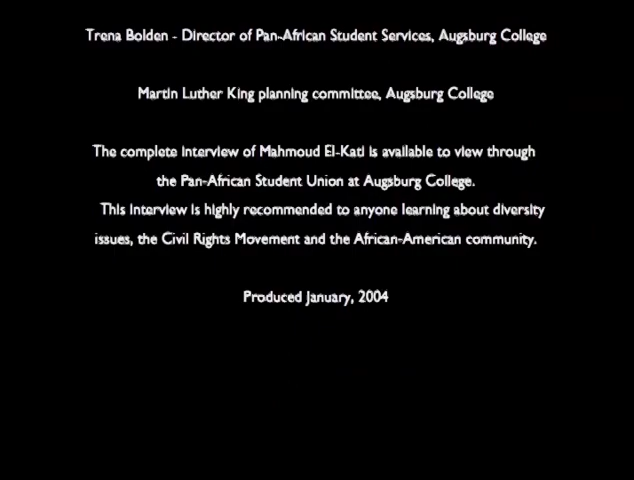 Trena Bolden - Director of Pan-African Student Services, Augsburg College
Martin Luther King planning committee, Augsburg College
The complete interview of Mahmoud El-Kati is available to view through
the Pan-African Student Union at Augsburg College.
This interview is highly recommended to anyone learning about diversity
issues, the Civil Rights Movement and the African-American community.
Produced January, 2004